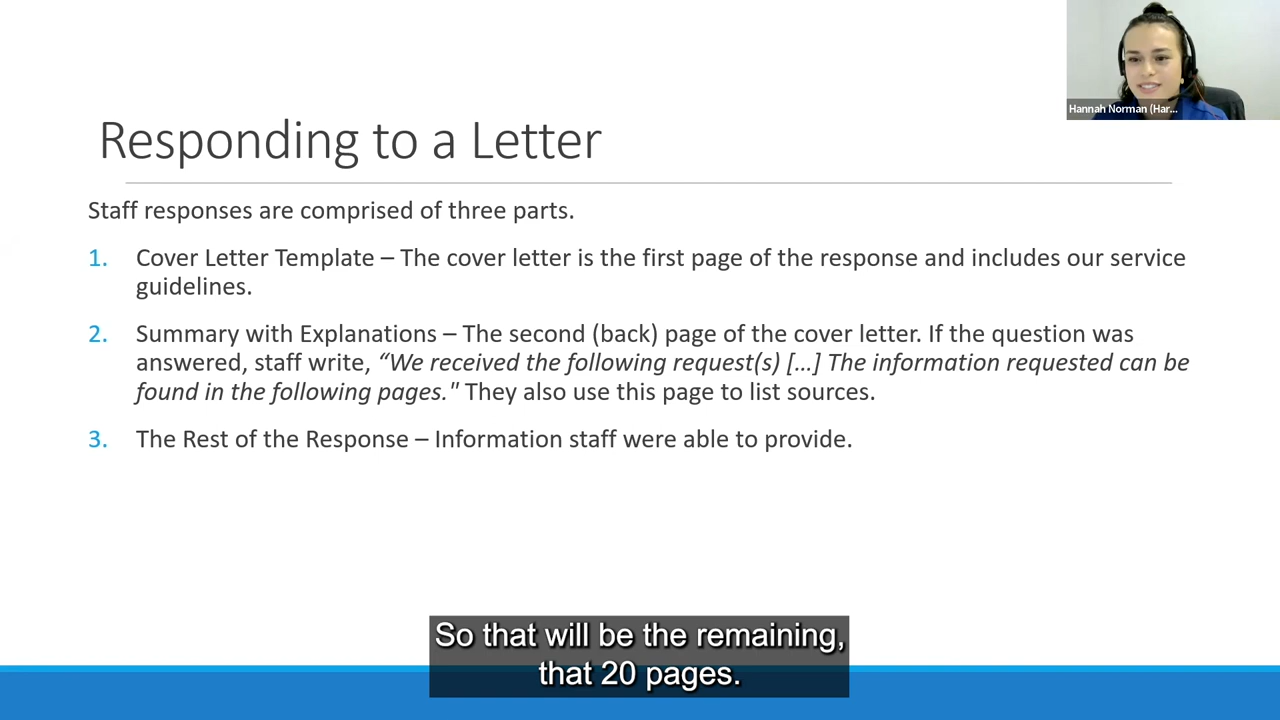 Hannah Norman (Har...
Responding to a Letter
Staff responses are comprised of three parts.
1. Cover Letter Template – The cover letter is the first page of the response and includes our service
guidelines.
2. Summary with Explanations – The second (back) page of the cover letter. If the question was
answered, staff write, “We received the following request(s) […] The information requested can be
found in the following pages." They also use this page to list sources.
3. The Rest of the Response – Information staff were able to provide.
So that will be the remaining,
that 20 pages.